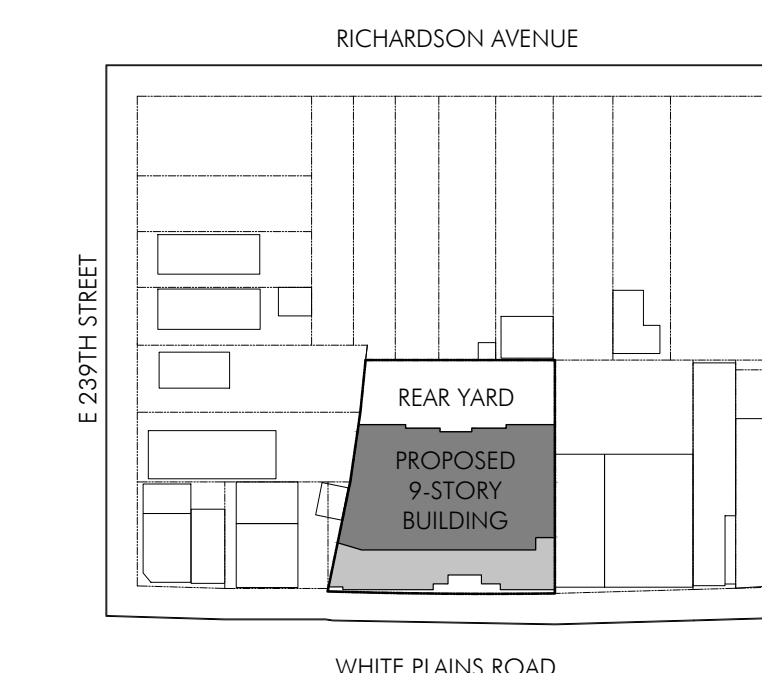 RICHARDSON AVENUE
E 239TH STREET
REAR YARD
PROPOSED
9-STORY
BUILDING
WHITE PLAINS ROAD